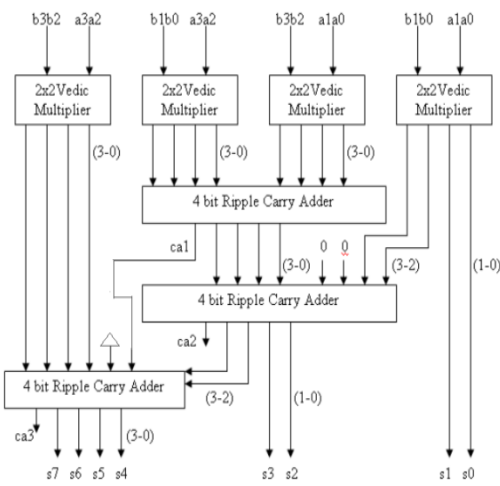 b3b2 a3a2 b1b0 a3a2 b3b2 a1a0 b1b0 a1a0
2x2Vedic Multiplier
2x2Vedic Multiplier
2x2Vedic Multiplier
2x2Vedic Multiplier
(3-0) (3-0) (3-0)
4 bit Ripple Carry Adder
ca1 (3-0) 0 0 (3-2) (1-0)
4 bit Ripple Carry Adder
ca2
4 bit Ripple Carry Adder
(3-2) (1-0)
ca3 (3-0)
s7 s6 s5 s4 s3 s2 s1 s0